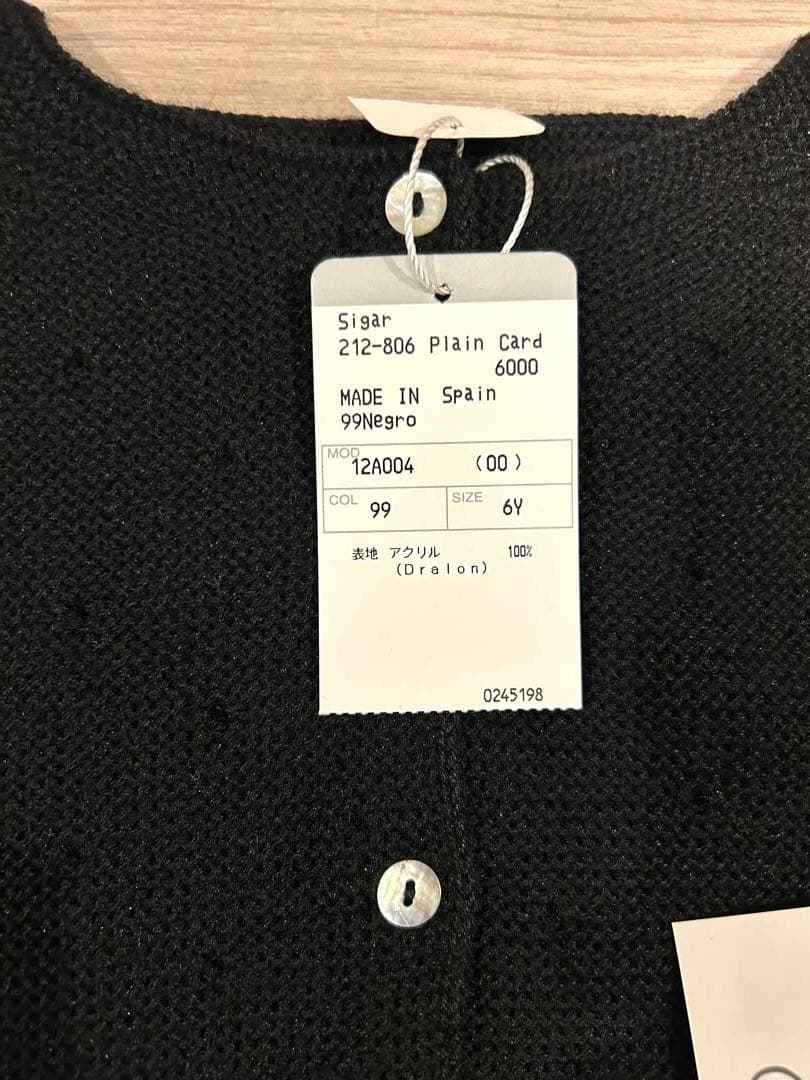 Sigar
212-806 Plain Card
6000
MADE IN Spain
99Negro
MOD 12A004 (00)
COL 99 SIZE 6Y
表地 アクリル 100%
(Dralon)
0245198